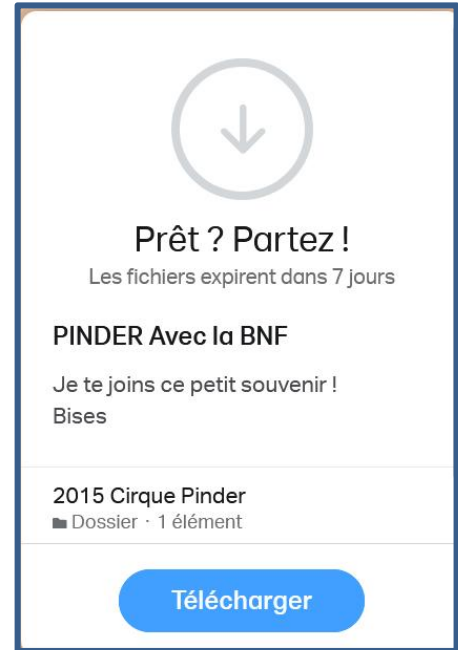 Prêt ? Partez !
Les fichiers expirent dans 7 jours
PINDER Avec la BNF
Je te joins ce petit souvenir !
Bises
2015 Cirque Pinder
Dossier · 1 élément
Télécharger